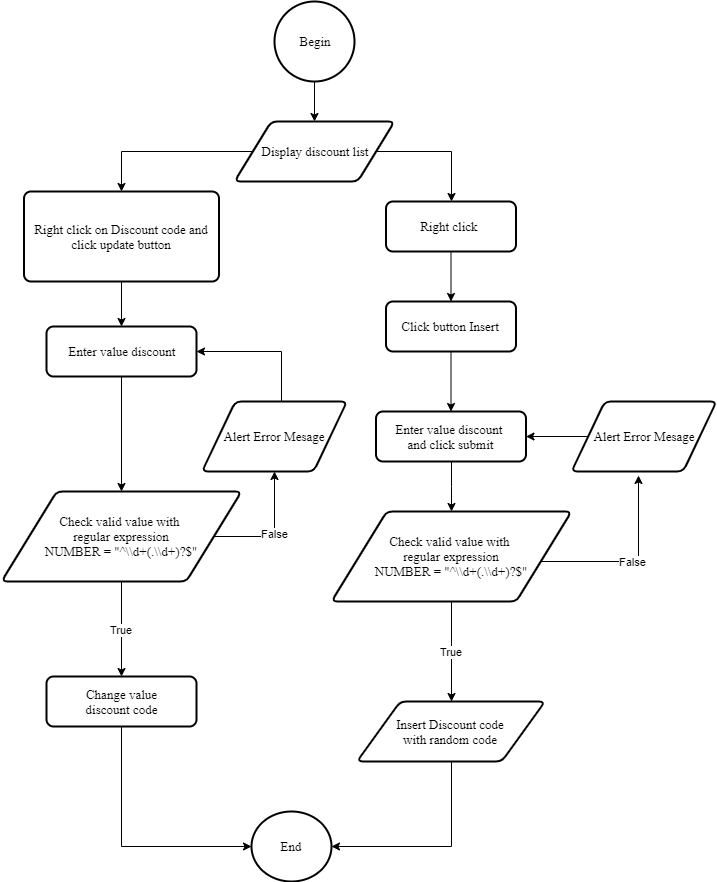 Begin
Display discount list
Right click on Discount code and
click update button
Right click
Click button Insert
Enter value discount
Enter value discount
and click submit
Alert Error Mesage
Alert Error Mesage
Check valid value with
regular expression
NUMBER = "^\\d+(.\\d+)?$"
False
Check valid value with
regular expression
NUMBER = "^\\d+(.\\d+)?$"
False
True
True
Change value
discount code
Insert Discount code
with random code
End